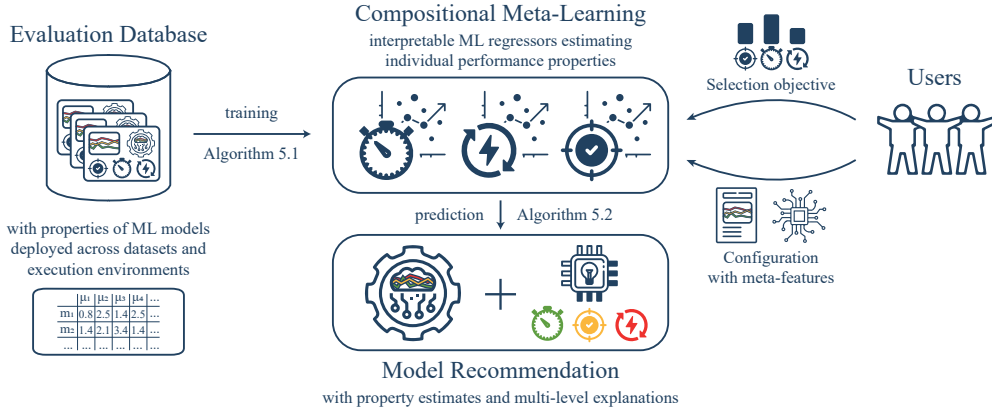 Evaluation Database
with properties of ML models
deployed across datasets and
execution environments
μ₁ μ₂ μ₃ μ₄ ...
m₁ 0.8 2.5 1.4 2.5 ...
m₂ 1.4 2.1 3.4 1.4 ...
... ... ... ... ... ...
training
Algorithm 5.1
Compositional Meta-Learning
interpretable ML regressors estimating
individual performance properties
prediction Algorithm 5.2
Model Recommendation
with property estimates and multi-level explanations
Selection objective
Users
Configuration
with meta-features